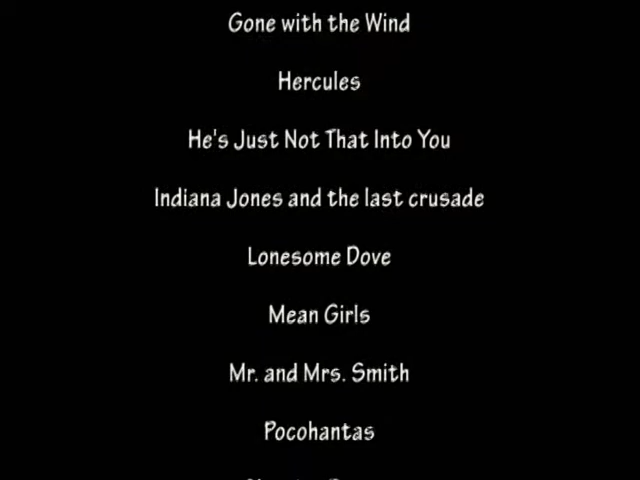 Gone with the Wind
Hercules
He's Just Not That Into You
Indiana Jones and the last crusade
Lonesome Dove
Mean Girls
Mr. and Mrs. Smith
Pocohantas